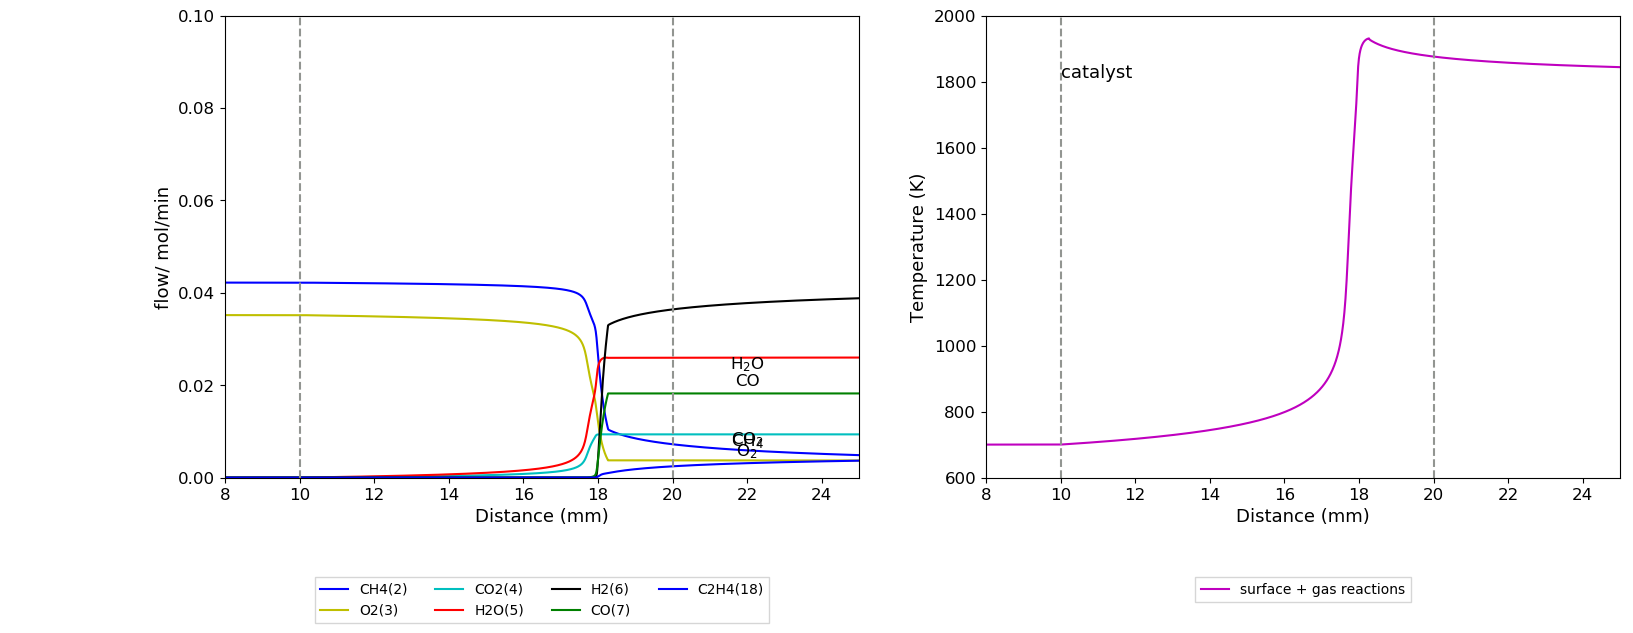 0.10
0.08
0.06
0.04
0.02
0.00
flow/ mol/min
H₂O
CO
CO₂
CH₄
O₂
8 10 12 14 16 18 20 22 24
Distance (mm)
CH4(2) CO2(4) H2(6) C2H4(18)
O2(3) H2O(5) CO(7)
2000
1800
1600
1400
1200
1000
800
600
Temperature (K)
catalyst
8 10 12 14 16 18 20 22 24
Distance (mm)
surface + gas reactions